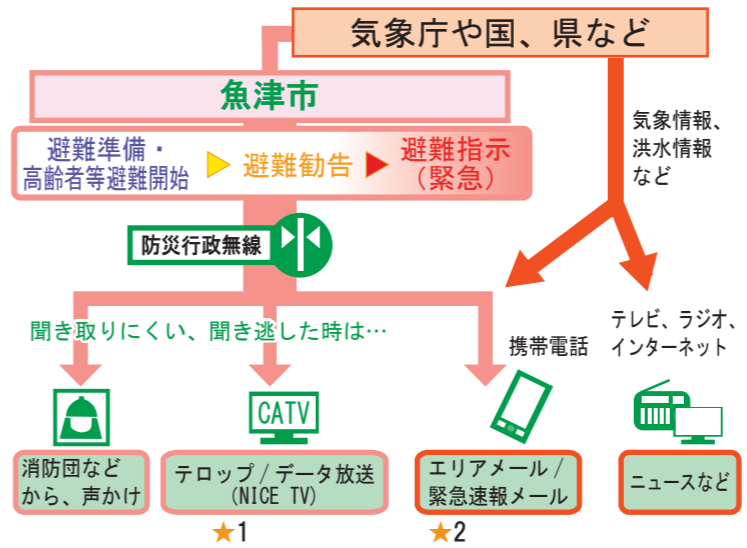 気象庁や国、県など
魚津市
避難準備・
高齢者等避難開始
避難勧告
避難指示
（緊急）
気象情報、
洪水情報
など
防災行政無線
聞き取りにくい、聞き逃した時は…
携帯電話
テレビ、ラジオ、
インターネット
CATV
消防団など
から、声かけ
テロップ/データ放送
(NICE TV)
エリアメール/
緊急速報メール
ニュースなど
★1
★2